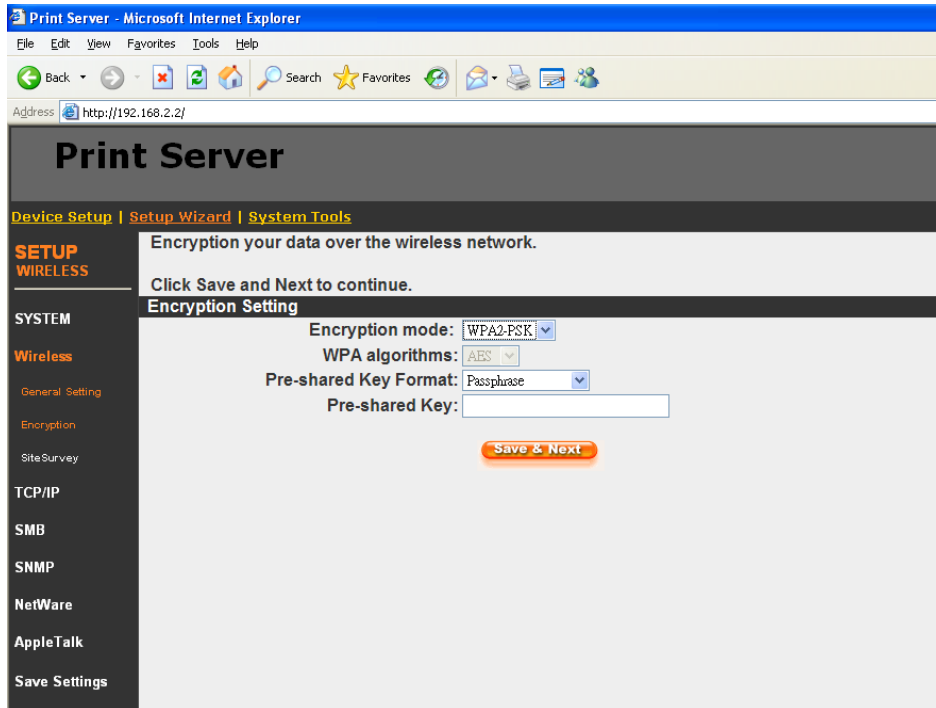 Print Server - Microsoft Internet Explorer
File Edit View Favorites Tools Help
Back Search Favorites
Address http://192.168.2.2/
Print Server
Device Setup | Setup Wizard | System Tools
SETUP
WIRELESS
SYSTEM
Wireless
General Setting
Encryption
SiteSurvey
TCP/IP
SMB
SNMP
NetWare
AppleTalk
Save Settings
Encryption your data over the wireless network.
Click Save and Next to continue.
Encryption Setting
Encryption mode: WPA2-PSK
WPA algorithms: AES
Pre-shared Key Format: Passphrase
Pre-shared Key:
Save & Next